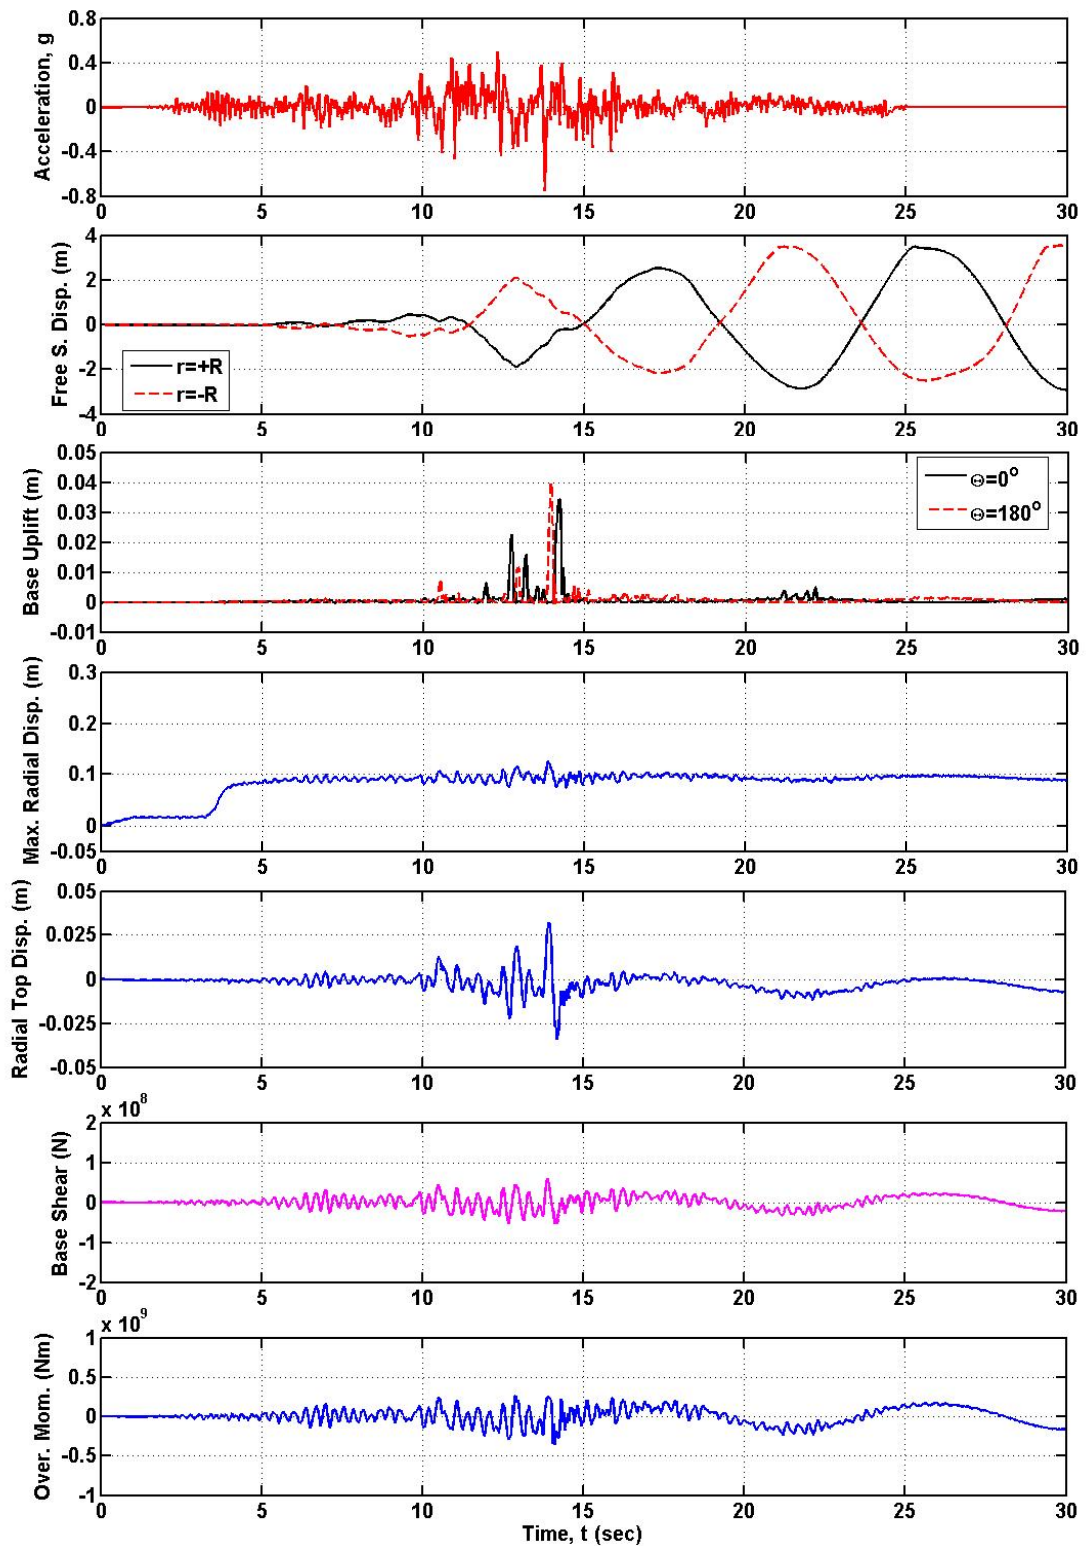 Acceleration, g
0.8
0.4
0
-0.4
-0.8
0 5 10 15 20 25 30
Free S. Disp. (m)
4
2
0
-2
-4
r=+R
r=-R
0 5 10 15 20 25 30
Base Uplift (m)
0.05
0.04
0.03
0.02
0.01
0
-0.01
Θ=0°
Θ=180°
0 5 10 15 20 25 30
Max. Radial Disp. (m)
0.3
0.2
0.1
0
-0.05
0 5 10 15 20 25 30
Radial Top Disp. (m)
0.05
0.025
0
-0.025
-0.05
0 5 10 15 20 25 30
x 10⁸
Base Shear (N)
2
1
0
-1
-2
0 5 10 15 20 25 30
x 10⁹
Over. Mom. (Nm)
1
0.5
0
-0.5
-1
0 5 10 15 20 25 30
Time, t (sec)